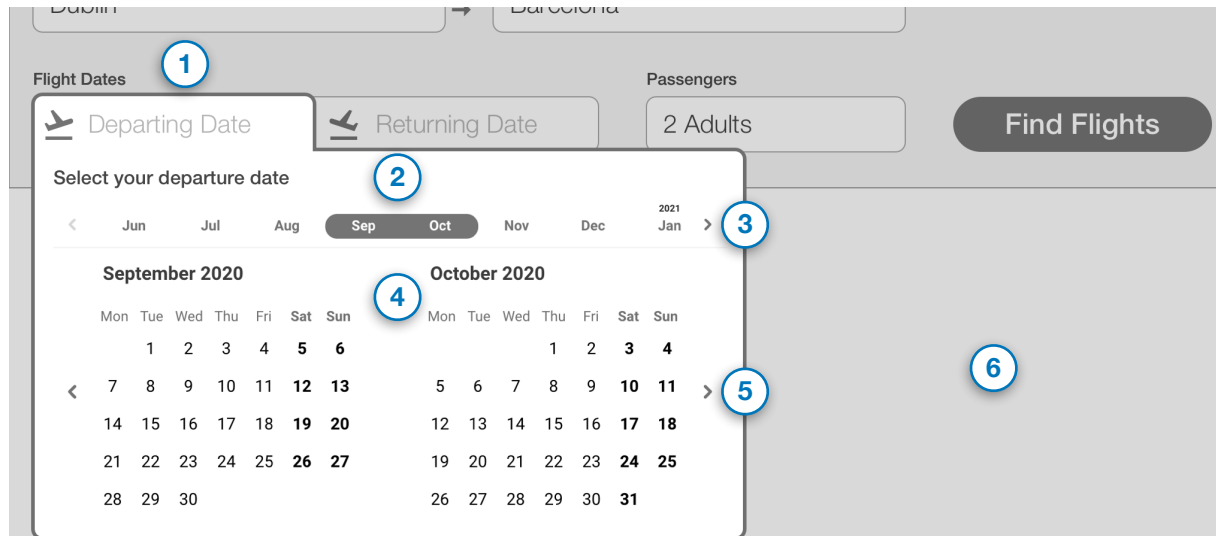 Dublin → Barcelona
1
Flight Dates Passengers
Departing Date Returning Date 2 Adults Find Flights
Select your departure date 2
2021
< Jun Jul Aug Sep Oct Nov Dec Jan > 3
September 2020 October 2020
4
Mon Tue Wed Thu Fri Sat Sun Mon Tue Wed Thu Fri Sat Sun
1 2 3 4 5 6 1 2 3 4
6
< 7 8 9 10 11 12 13 5 6 7 8 9 10 11 > 5
14 15 16 17 18 19 20 12 13 14 15 16 17 18
21 22 23 24 25 26 27 19 20 21 22 23 24 25
28 29 30 26 27 28 29 30 31